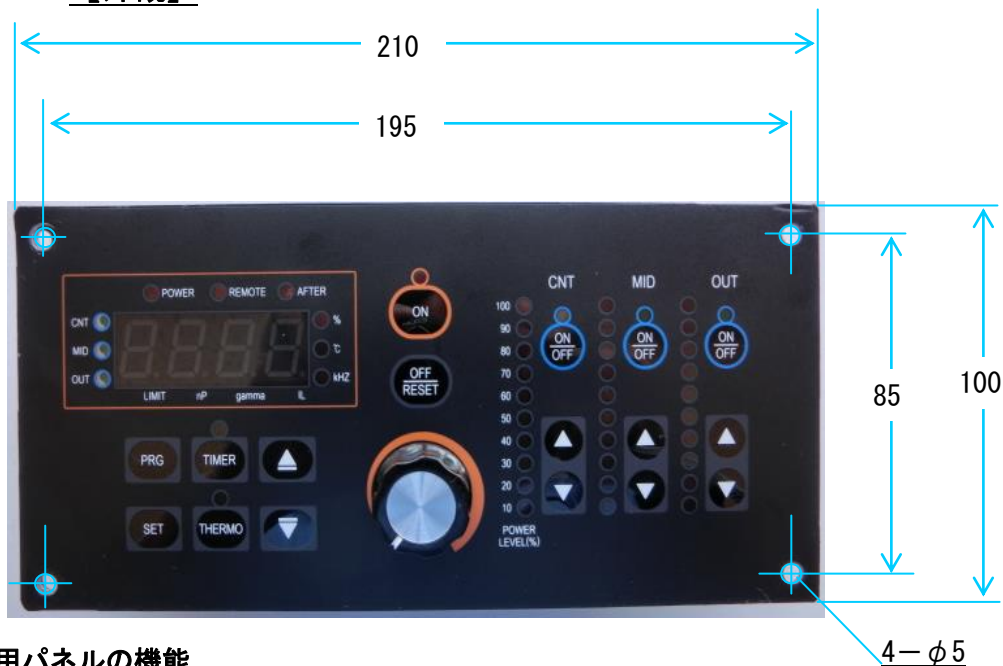 210
195
POWER REMOTE AFTER
CNT
MID
OUT
%
℃
kHZ
LIMIT nP gamma IL
PRG TIMER
SET THERMO
ON
OFF
RESET
CNT MID OUT
ON
OFF
ON
OFF
ON
OFF
100
90
80
70
60
50
40
30
20
10
POWER
LEVEL(%)
85
100
4-φ5
用パネルの機能